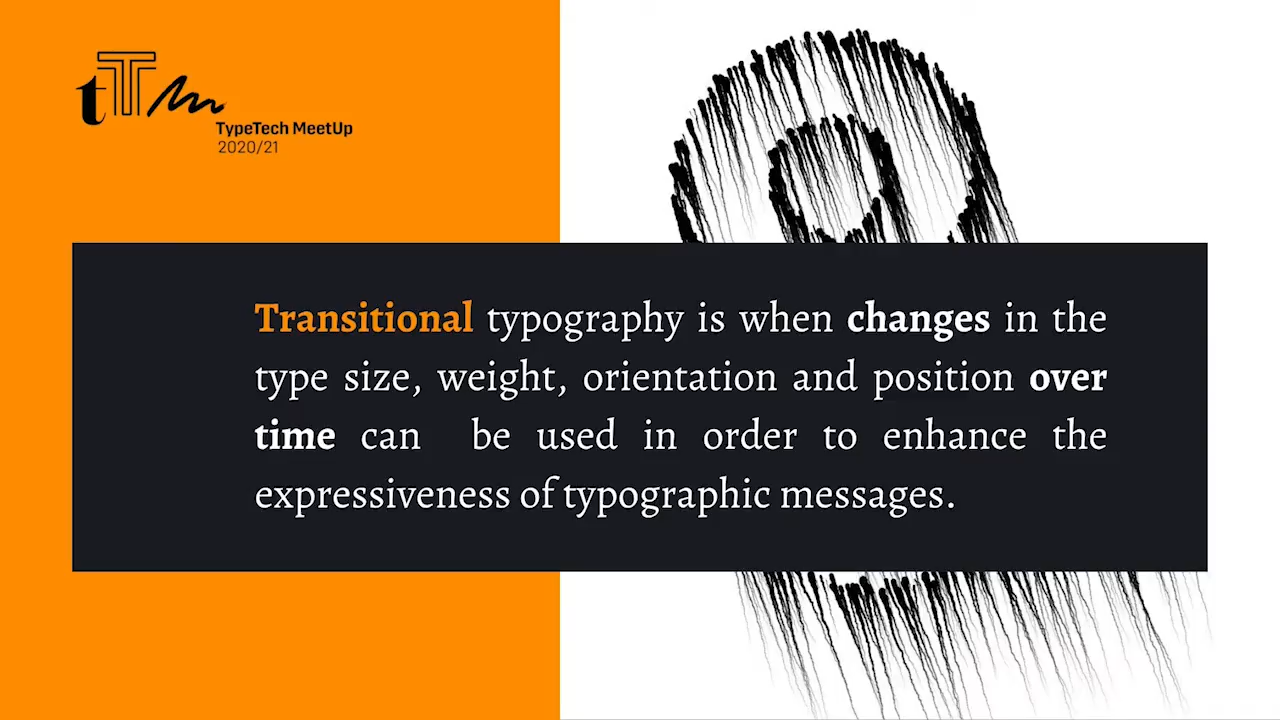 tTm
TypeTech MeetUp
2020/21
Transitional typography is when changes in the
type size, weight, orientation and position over
time can be used in order to enhance the
expressiveness of typographic messages.